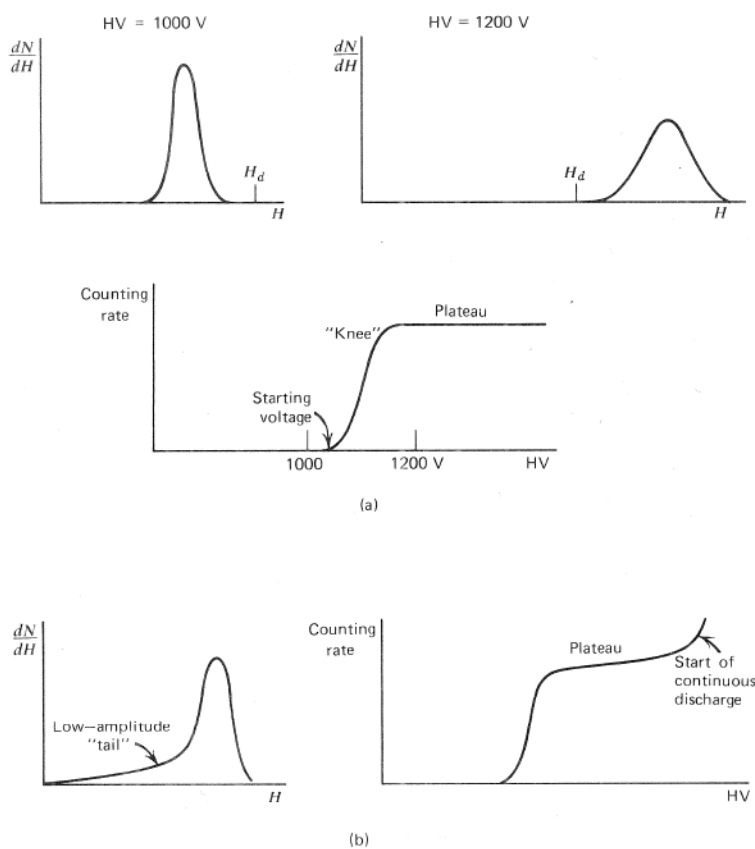 HV = 1000 V
HV = 1200 V
dN
dH
H_d
H
dN
dH
H_d
H
Counting
rate
"Knee"
Plateau
Starting
voltage
1000
1200 V
HV
(a)
dN
dH
Low—amplitude
"tail"
H
Counting
rate
Plateau
Start of
continuous
discharge
HV
(b)